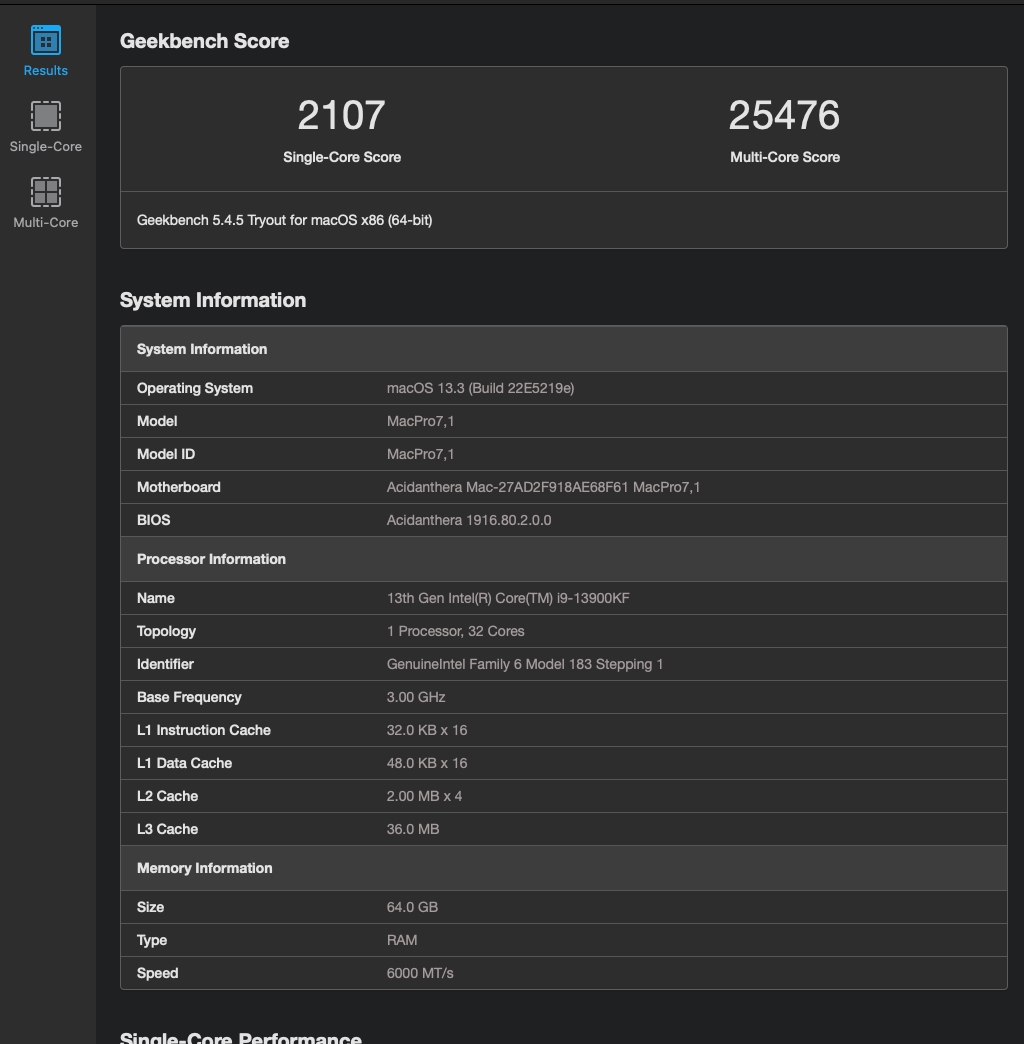 Results
Single-Core
Multi-Core
Geekbench Score
2107 25476
Single-Core Score Multi-Core Score
Geekbench 5.4.5 Tryout for macOS x86 (64-bit)
System Information
System Information
Operating System macOS 13.3 (Build 22E5219e)
Model MacPro7,1
Model ID MacPro7,1
Motherboard Acidanthera Mac-27AD2F918AE68F61 MacPro7,1
BIOS Acidanthera 1916.80.2.0.0
Processor Information
Name 13th Gen Intel(R) Core(TM) i9-13900KF
Topology 1 Processor, 32 Cores
Identifier GenuineIntel Family 6 Model 183 Stepping 1
Base Frequency 3.00 GHz
L1 Instruction Cache 32.0 KB x 16
L1 Data Cache 48.0 KB x 16
L2 Cache 2.00 MB x 4
L3 Cache 36.0 MB
Memory Information
Size 64.0 GB
Type RAM
Speed 6000 MT/s
Single-Core Performance